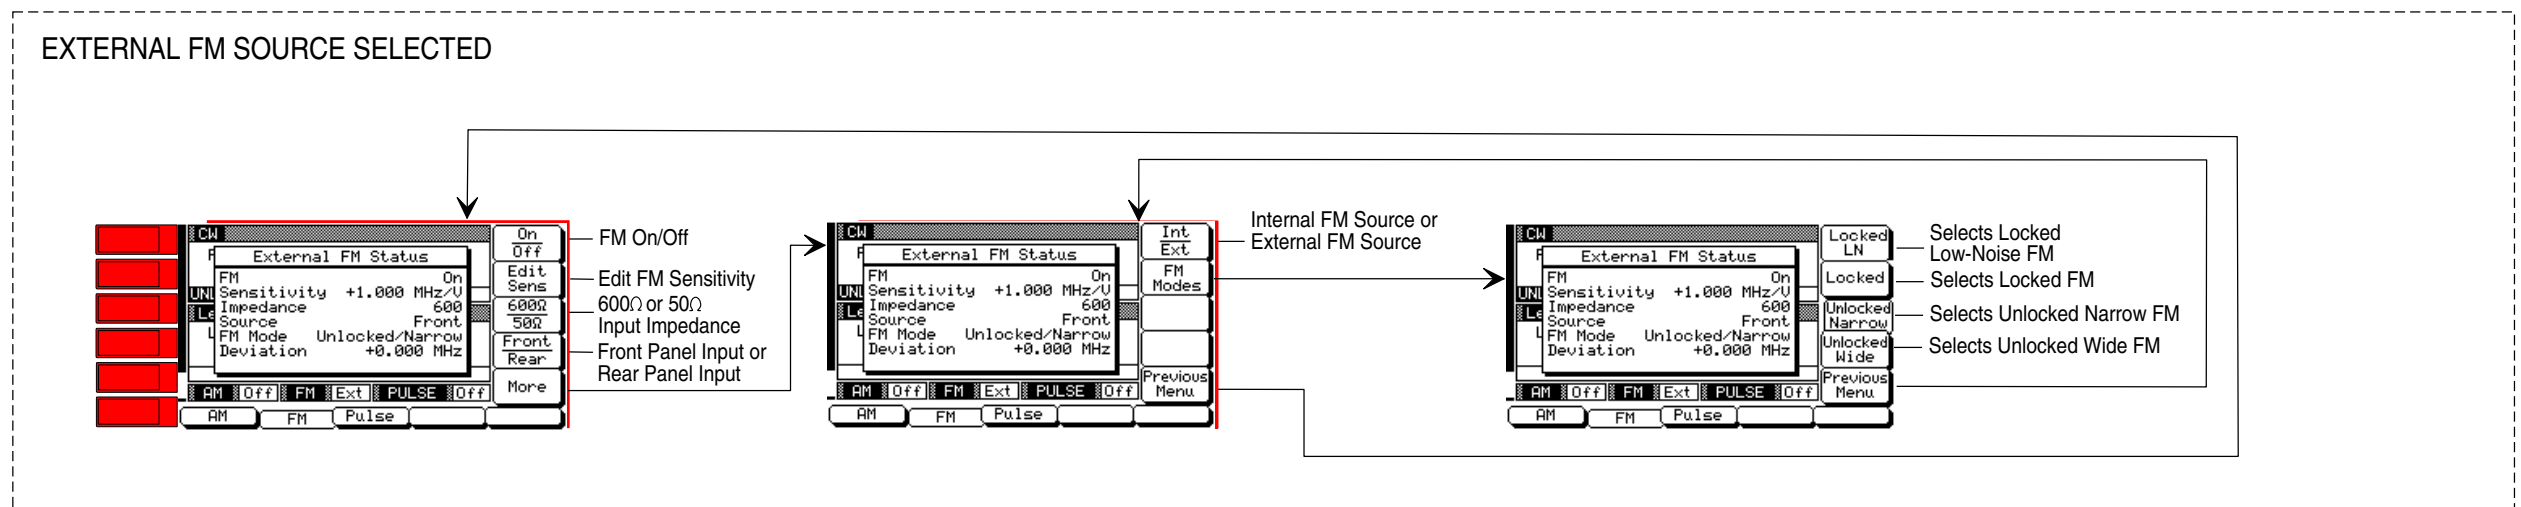 EXTERNAL FM SOURCE SELECTED
CW
External FM Status
FM On
Sensitivity +1.000 MHz/V
Impedance 600
Source Front
FM Mode Unlocked/Narrow
Deviation +0.000 MHz
UNL
Le
AM Off FM Ext PULSE Off
AM FM Pulse
On
Off
Edit
Sens
600Ω
50Ω
Front
Rear
More
FM On/Off
Edit FM Sensitivity
600Ω or 50Ω
Input Impedance
Front Panel Input or
Rear Panel Input
CW
External FM Status
FM On
Sensitivity +1.000 MHz/V
Impedance 600
Source Front
FM Mode Unlocked/Narrow
Deviation +0.000 MHz
UNL
Le
AM Off FM Ext PULSE Off
AM FM Pulse
Int
Ext
FM
Modes
Previous
Menu
Internal FM Source or
External FM Source
CW
External FM Status
FM On
Sensitivity +1.000 MHz/V
Impedance 600
Source Front
FM Mode Unlocked/Narrow
Deviation +0.000 MHz
UNL
Le
AM Off FM Ext PULSE Off
AM FM Pulse
Locked
LN
Locked
Unlocked
Narrow
Unlocked
Wide
Previous
Menu
Selects Locked
Low-Noise FM
Selects Locked FM
Selects Unlocked Narrow FM
Selects Unlocked Wide FM